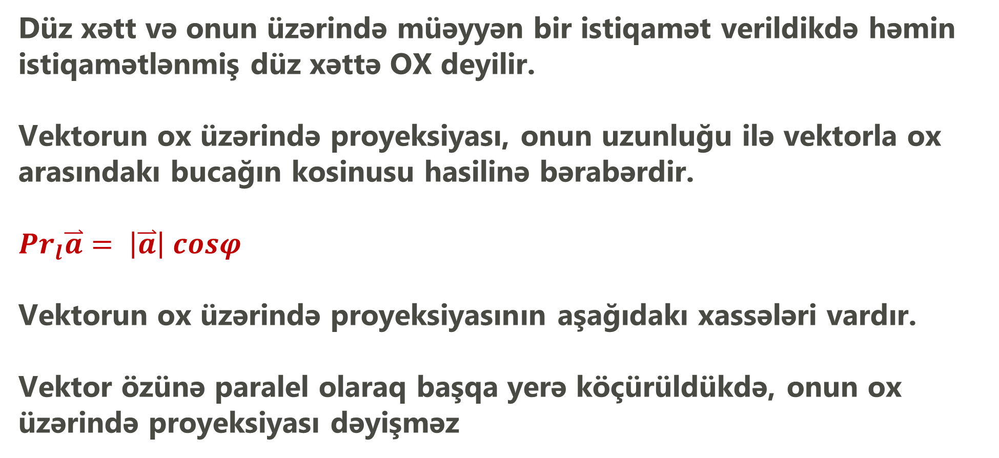 Düz xətt və onun üzərində müəyyən bir istiqamət verildikdə həmin
istiqamətlənmiş düz xəttə OX deyilir.
Vektorun ox üzərində proyeksiyası, onun uzunluğu ilə vektorla ox
arasındakı bucağın kosinusu hasilinə bərabərdir.
$Pr_l\vec{a} = |\vec{a}| cosφ$
Vektorun ox üzərində proyeksiyasının aşağıdakı xassələri vardır.
Vektor özünə paralel olaraq başqa yerə köçürüldükdə, onun ox
üzərində proyeksiyası dəyişməz